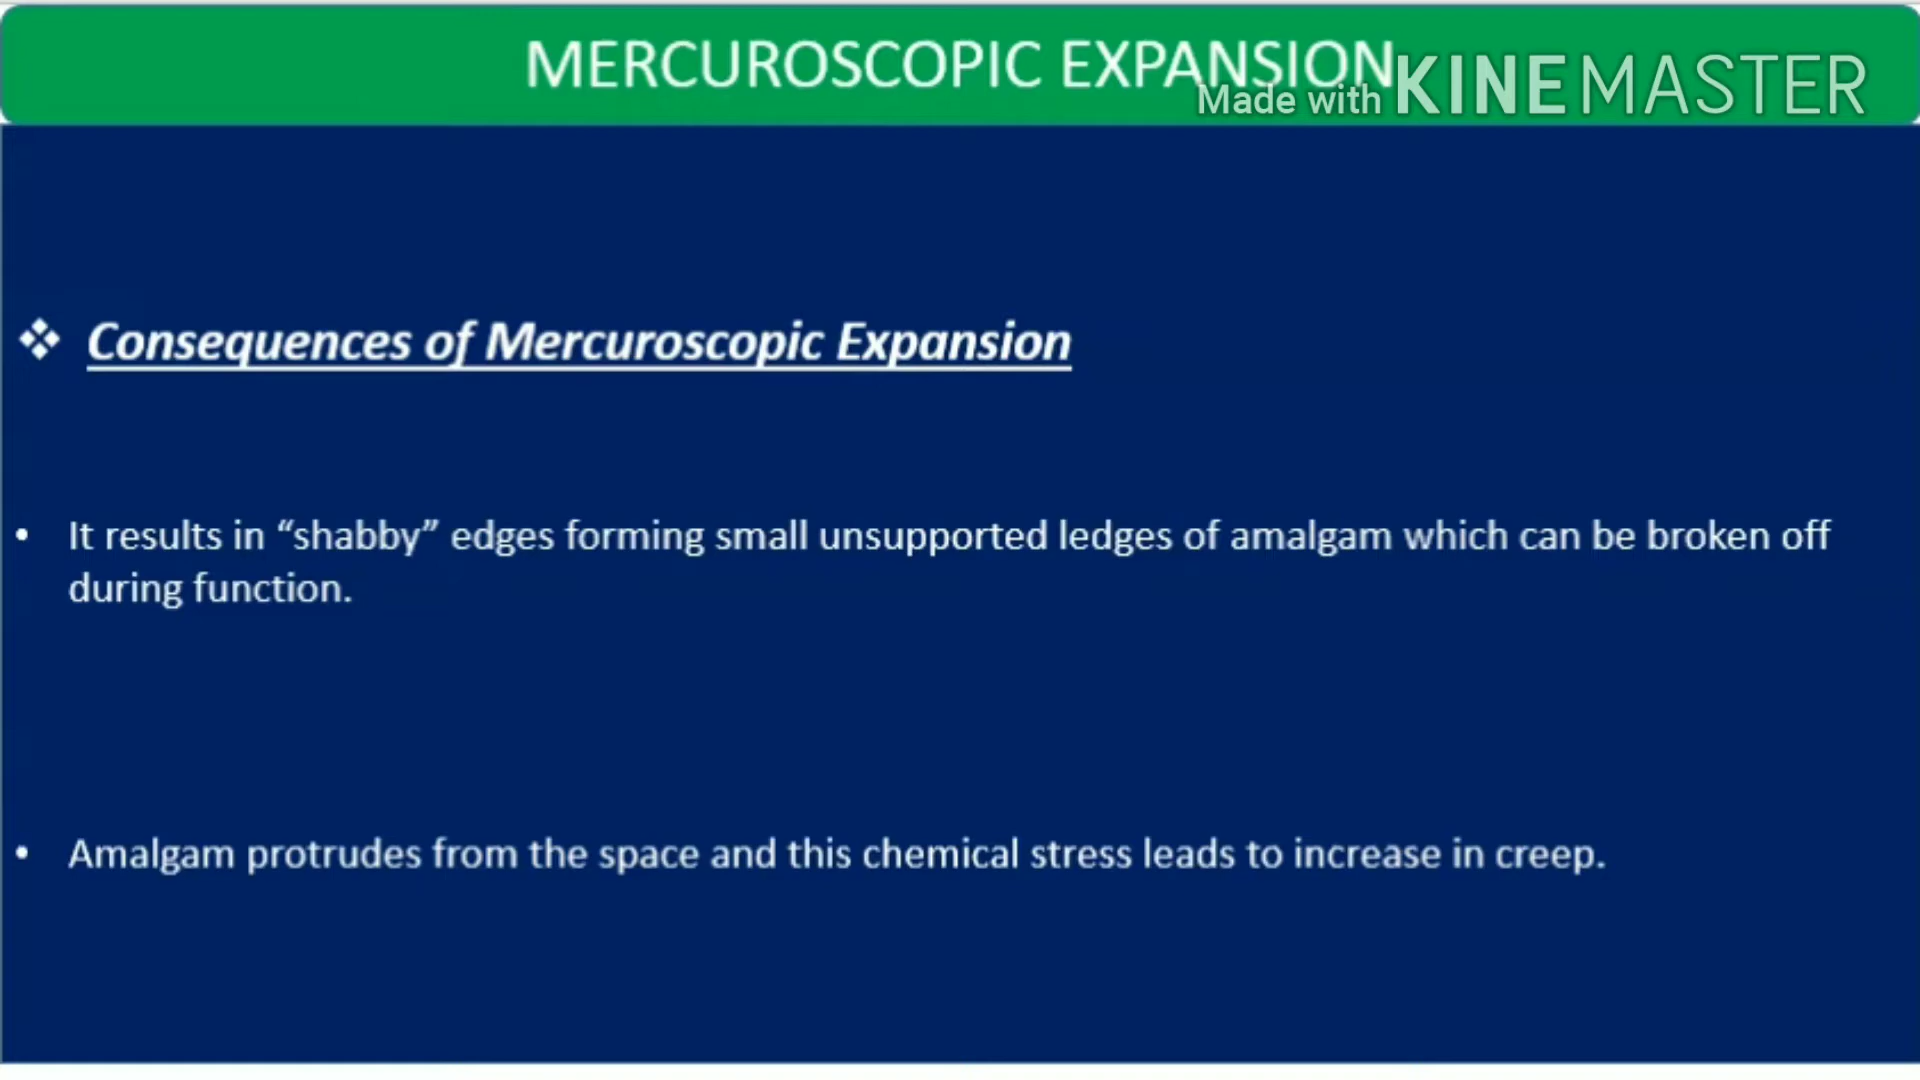 MERCUROSCOPIC EXPANSION
Made with KINEMASTER
❖ Consequences of Mercuroscopic Expansion
• It results in “shabby” edges forming small unsupported ledges of amalgam which can be broken off
during function.
• Amalgam protrudes from the space and this chemical stress leads to increase in creep.